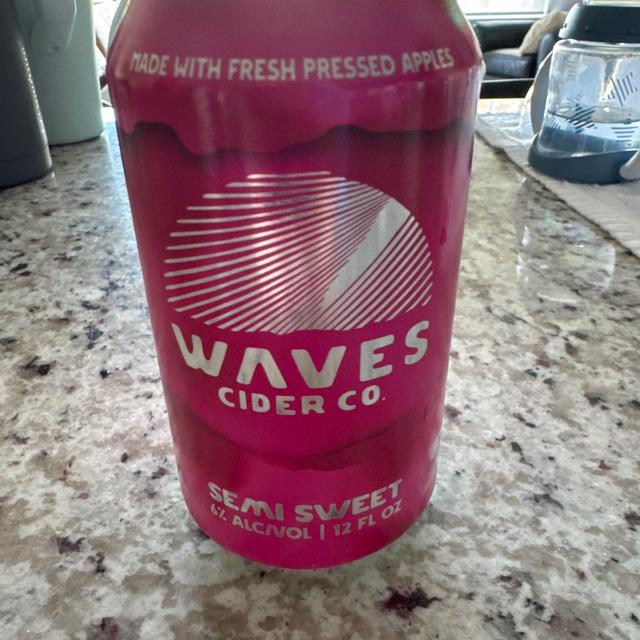 MADE WITH FRESH PRESSED APPLES
WAVES
CIDER CO.
SEMI SWEET
6% ALC/VOL | 12 FL OZ